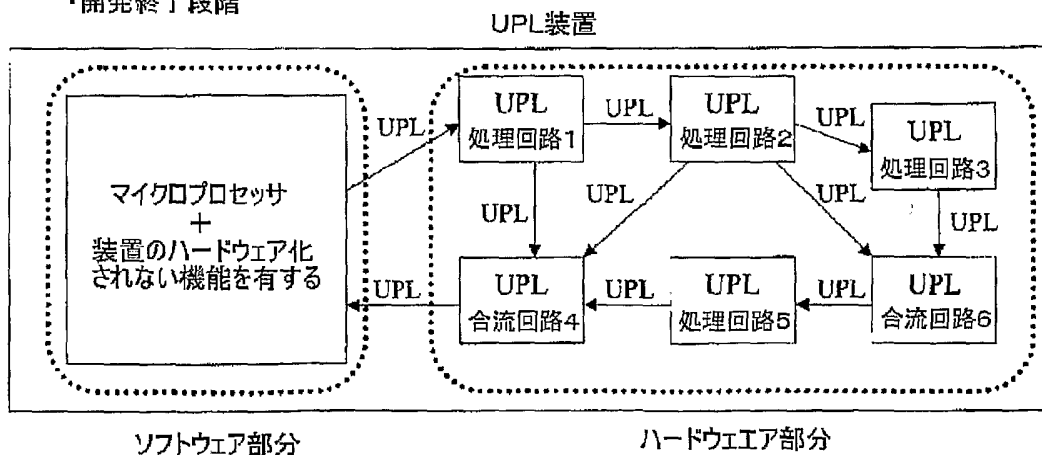 ・開発終了段階
UPL装置
マイクロプロセッサ
+
装置のハードウェア化
されない機能を有する
UPL
UPL
処理回路1
UPL
UPL
処理回路2
UPL
UPL
処理回路3
UPL
UPL
UPL
UPL
UPL
UPL
合流回路4
UPL
UPL
処理回路5
UPL
UPL
合流回路6
ソフトウェア部分
ハードウエエア部分